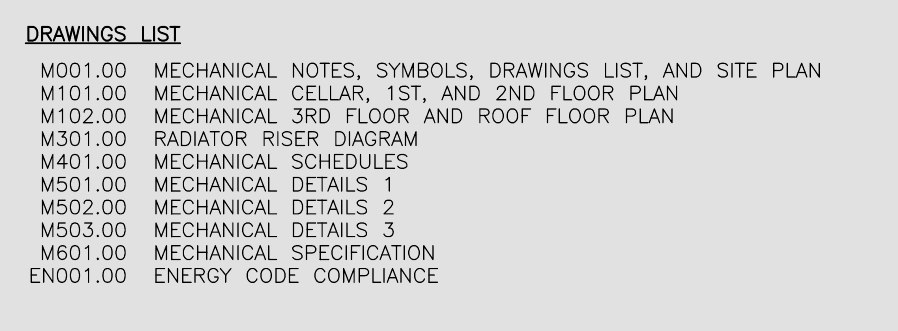 DRAWINGS LIST
M001.00 MECHANICAL NOTES, SYMBOLS, DRAWINGS LIST, AND SITE PLAN
M101.00 MECHANICAL CELLAR, 1ST, AND 2ND FLOOR PLAN
M102.00 MECHANICAL 3RD FLOOR AND ROOF FLOOR PLAN
M301.00 RADIATOR RISER DIAGRAM
M401.00 MECHANICAL SCHEDULES
M501.00 MECHANICAL DETAILS 1
M502.00 MECHANICAL DETAILS 2
M503.00 MECHANICAL DETAILS 3
M601.00 MECHANICAL SPECIFICATION
EN001.00 ENERGY CODE COMPLIANCE